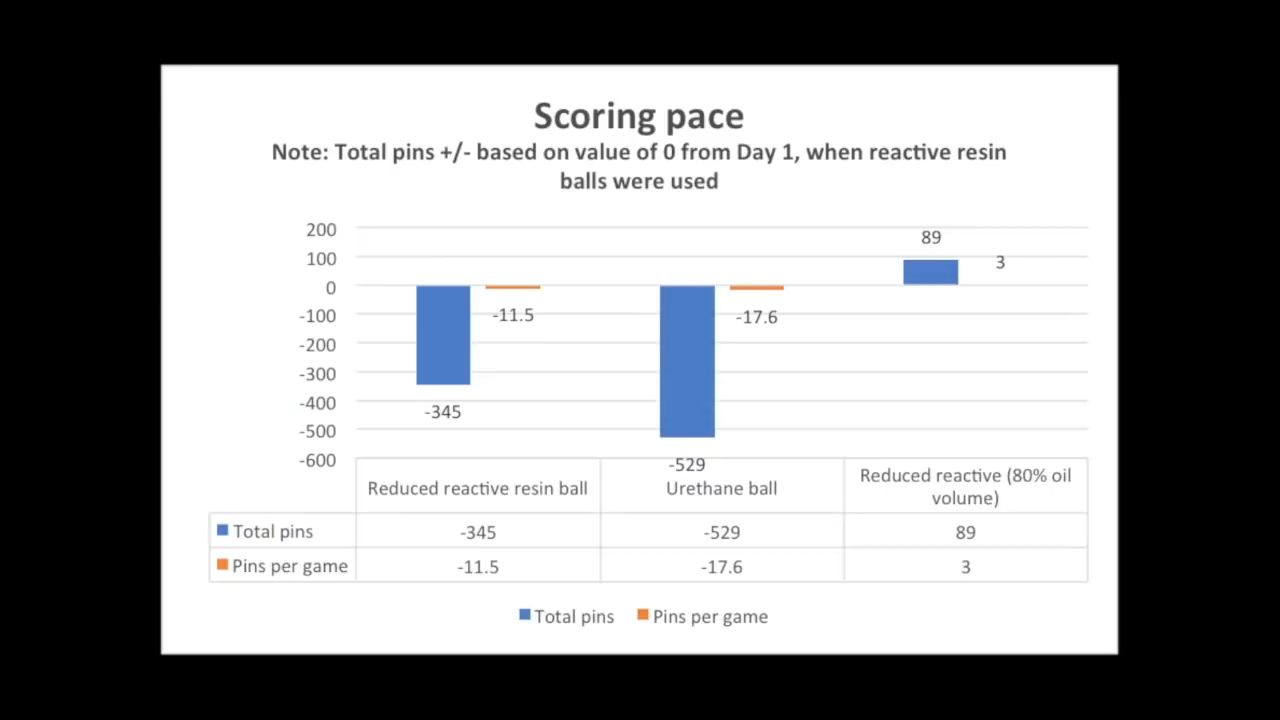 Scoring pace
Note: Total pins +/- based on value of 0 from Day 1, when reactive resin
balls were used
200
100
0
-100
-200
-300
-400
-500
-600
89
3
-11.5
-17.6
-345
-529
Reduced reactive resin ball
Urethane ball
Reduced reactive (80% oil
volume)
Total pins -345 -529 89
Pins per game -11.5 -17.6 3
Total pins Pins per game